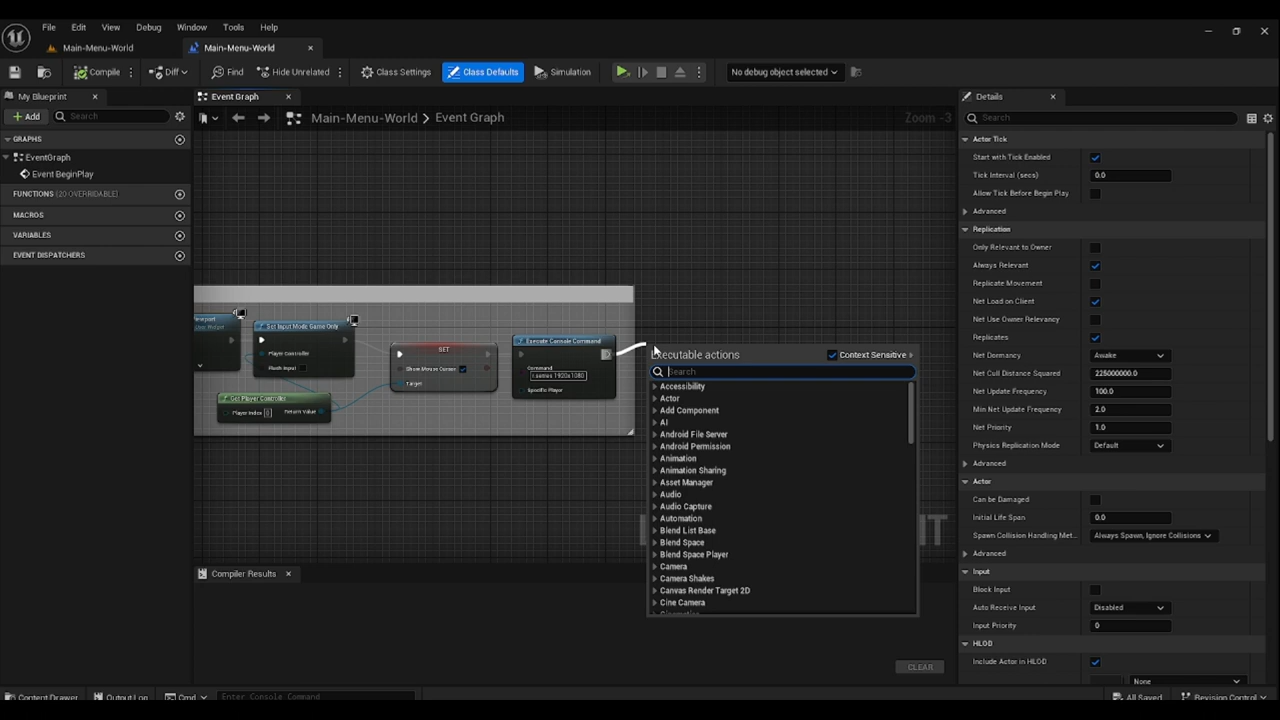 File Edit View Debug Window Tools Help
Main-Menu-World Main-Menu-World
Compile Diff Find Hide Unrelated Class Settings Class Defaults Simulation No debug object selected
My Blueprint Event Graph Details
Add Search Main-Menu-World > Event Graph Zoom -3 Search
GRAPHS
EventGraph
Event BeginPlay
FUNCTIONS (20 OVERRIDABLE)
MACROS
VARIABLES
EVENT DISPATCHERS
Set Input Mode Game Only
Player Controller
Flush Input
Get Player Controller
Player Index 0 Return Value
SET
Show Mouse Cursor
Target
Execute Console Command
Command
r.setres 1920x1080
Specific Player
Executable actions Context Sensitive
Search
Accessibility
Actor
Add Component
AI
Android File Server
Android Permission
Animation
Animation Sharing
Asset Manager
Audio
Audio Capture
Automation
Blend List Base
Blend Space
Blend Space Player
Camera
Camera Shakes
Canvas Render Target 2D
Cine Camera
Actor Tick
Start with Tick Enabled
Tick Interval (secs) 0.0
Allow Tick Before Begin Play
Advanced
Replication
Only Relevant to Owner
Always Relevant
Replicate Movement
Net Load on Client
Net Use Owner Relevancy
Replicates
Net Dormancy Awake
Net Cull Distance Squared 225000000.0
Net Update Frequency 100.0
Min Net Update Frequency 2.0
Net Priority 1.0
Physics Replication Mode Default
Advanced
Actor
Can be Damaged
Initial Life Span 0.0
Spawn Collision Handling Met... Always Spawn, Ignore Collisions
Advanced
Input
Block Input
Auto Receive Input Disabled
Input Priority 0
HLOD
Include Actor in HLOD
None
Compiler Results
CLEAR
Content Drawer Output Log Cmd Enter Console Command All Saved Revision Control